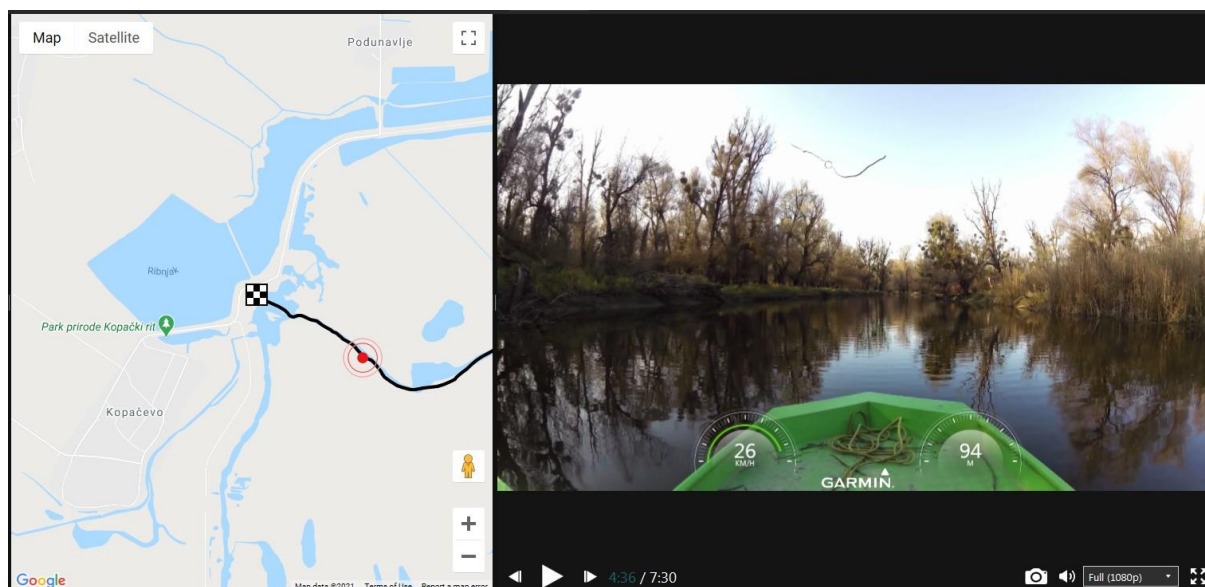 Map Satellite
Podunavlje
Ribnjak
Park prirode Kopački rit
Kopačevo
Google
Map data ©2021 Terms of Use Report a map error
26
KM/H
94
M
GARMIN.
4:36 / 7:30
Full (1080p)